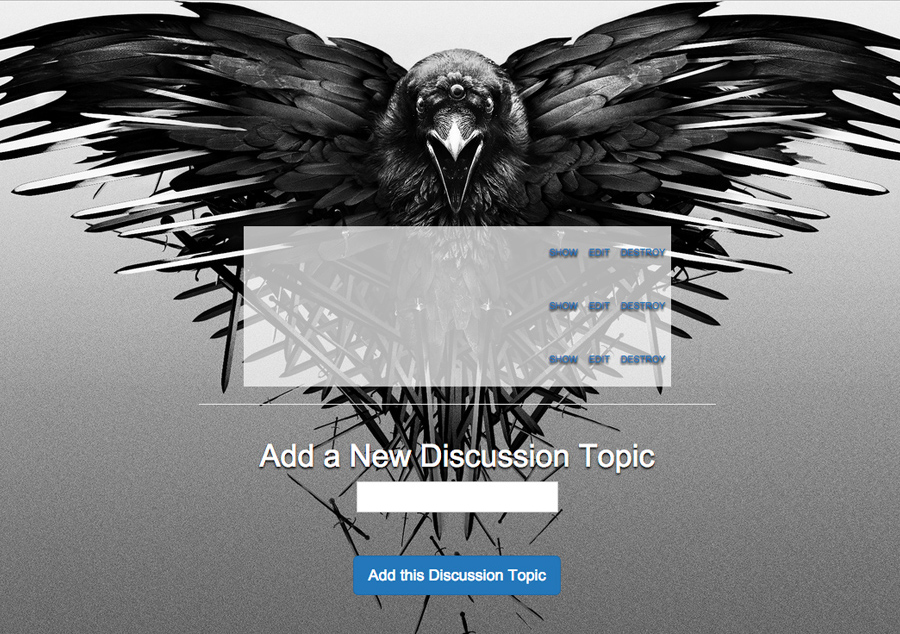 SHOW EDIT DESTROY
SHOW EDIT DESTROY
SHOW EDIT DESTROY
Add a New Discussion Topic
Add this Discussion Topic